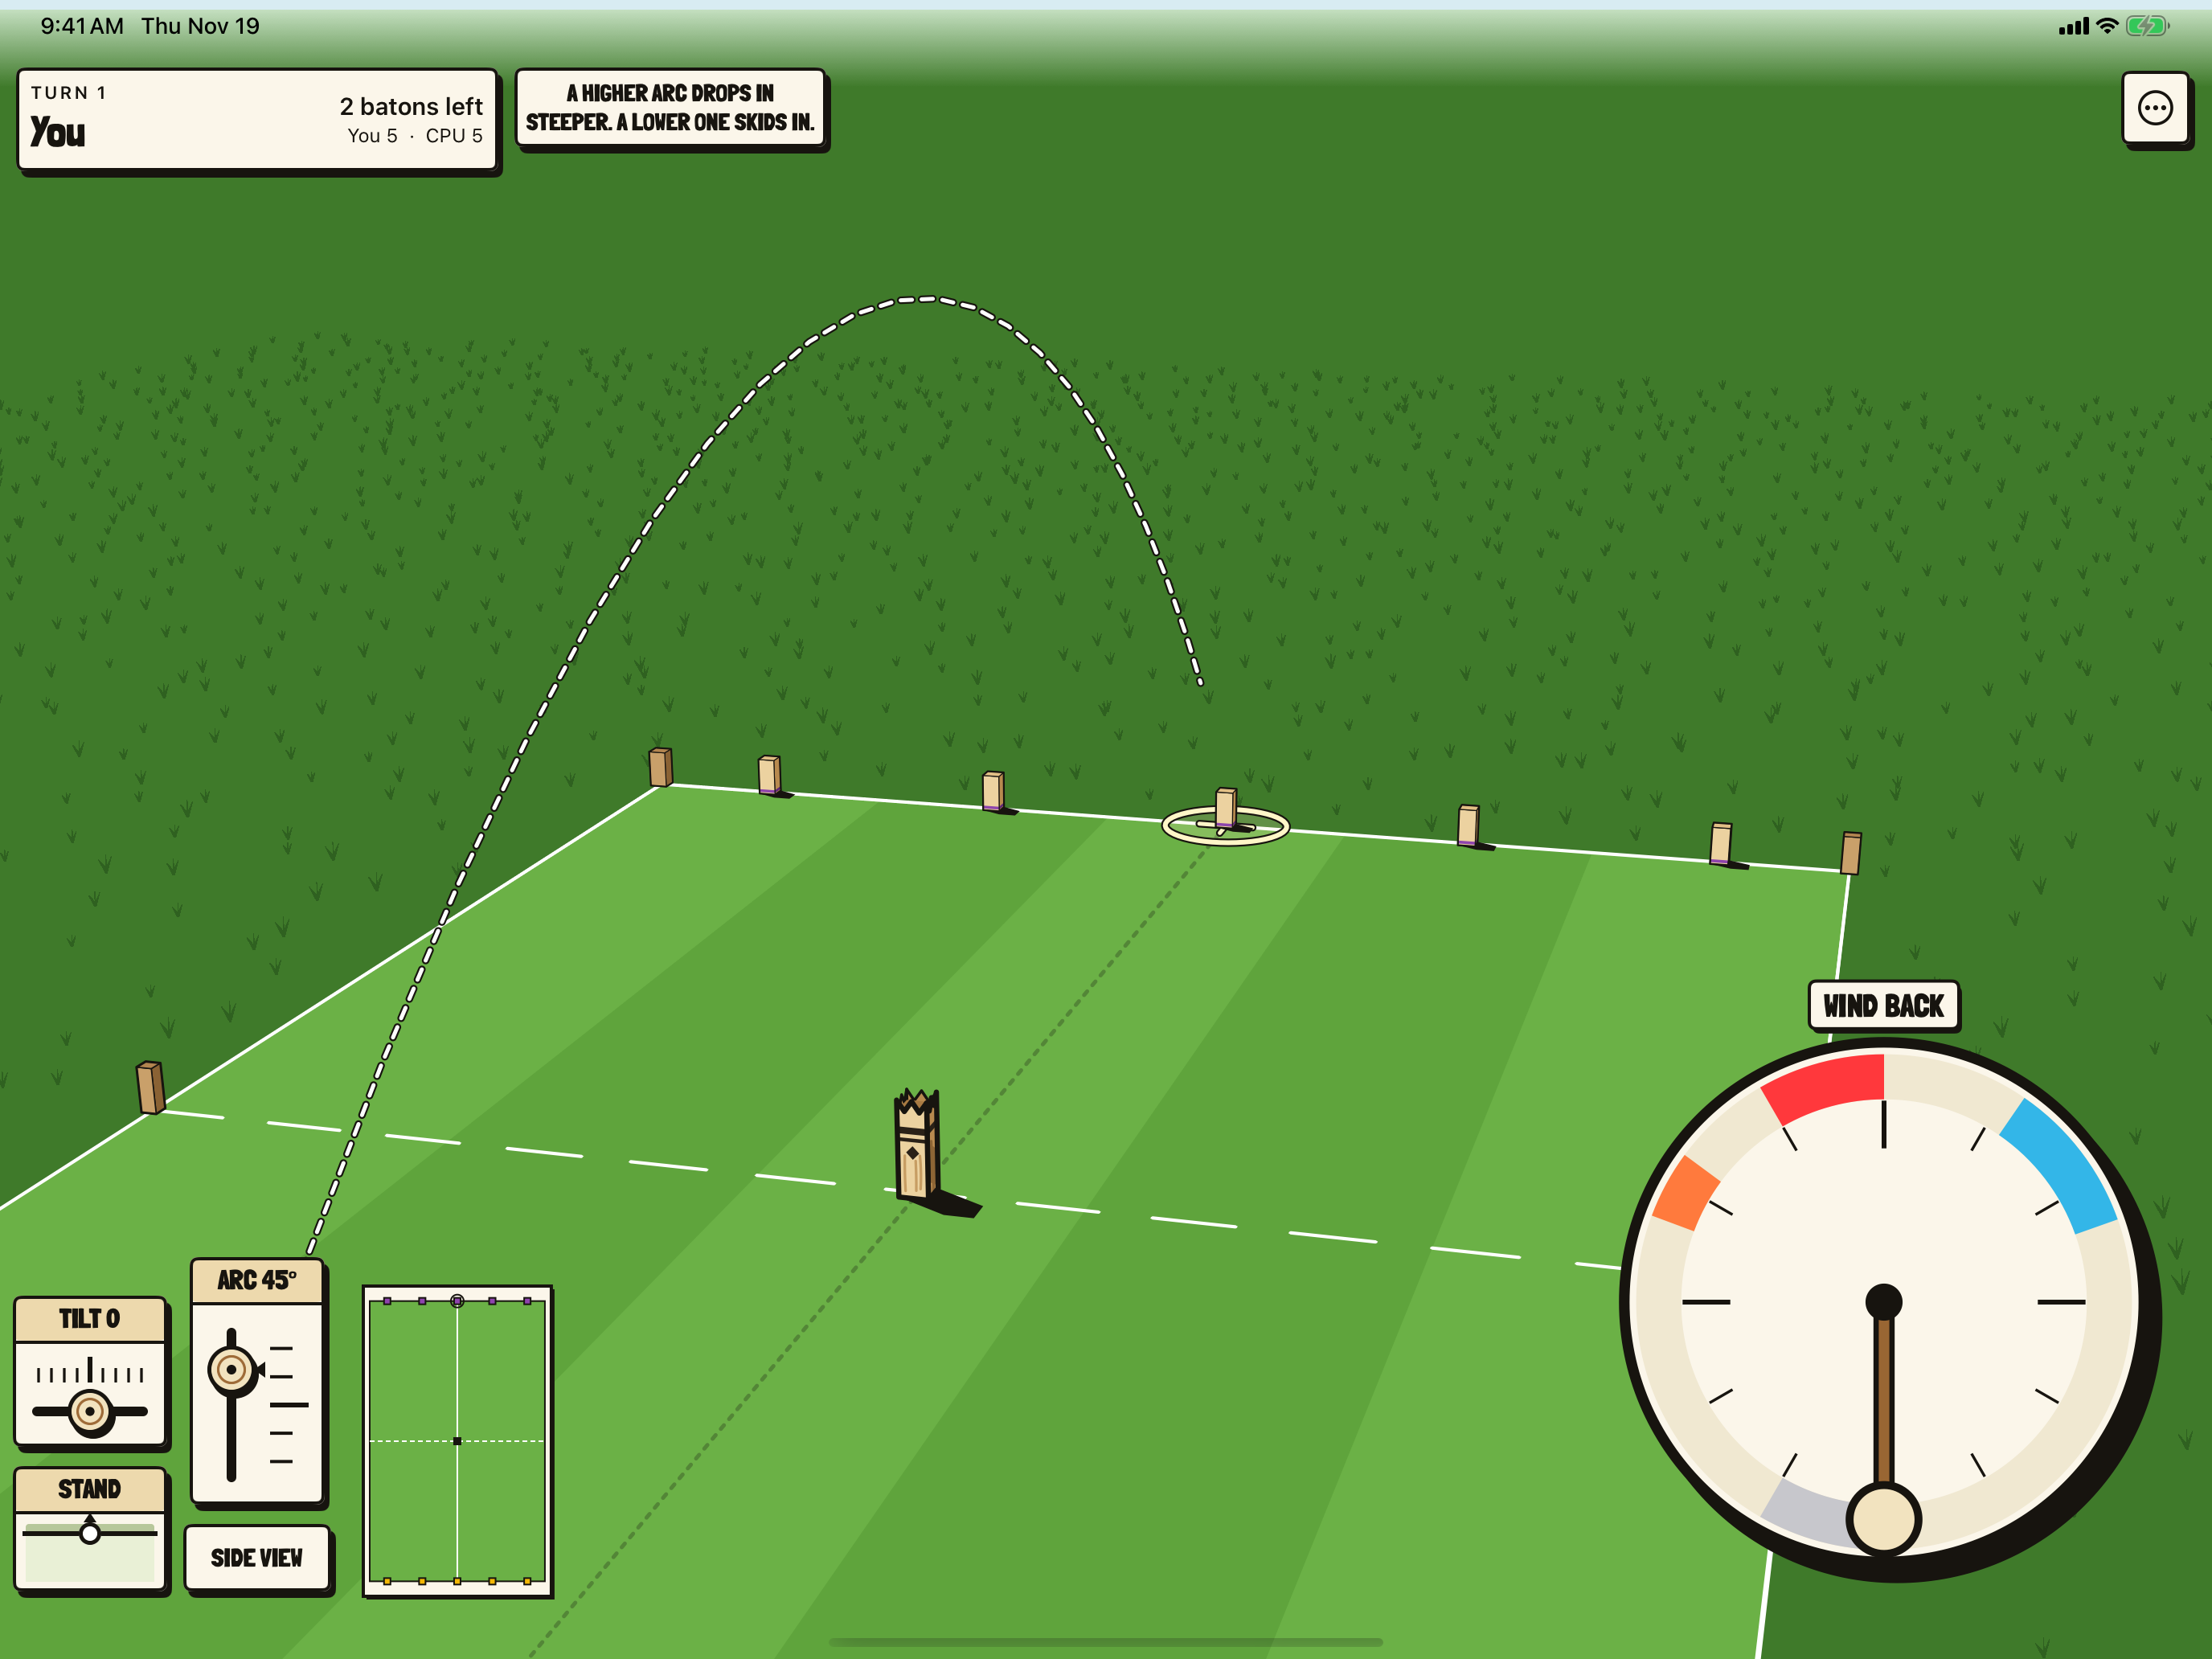 9:41 AM Thu Nov 19
TURN 1
You
2 batons left
You 5 · CPU 5
A HIGHER ARC DROPS IN
STEEPER. A LOWER ONE SKIDS IN.
WIND BACK
ARC 45°
TILT 0
STAND
SIDE VIEW